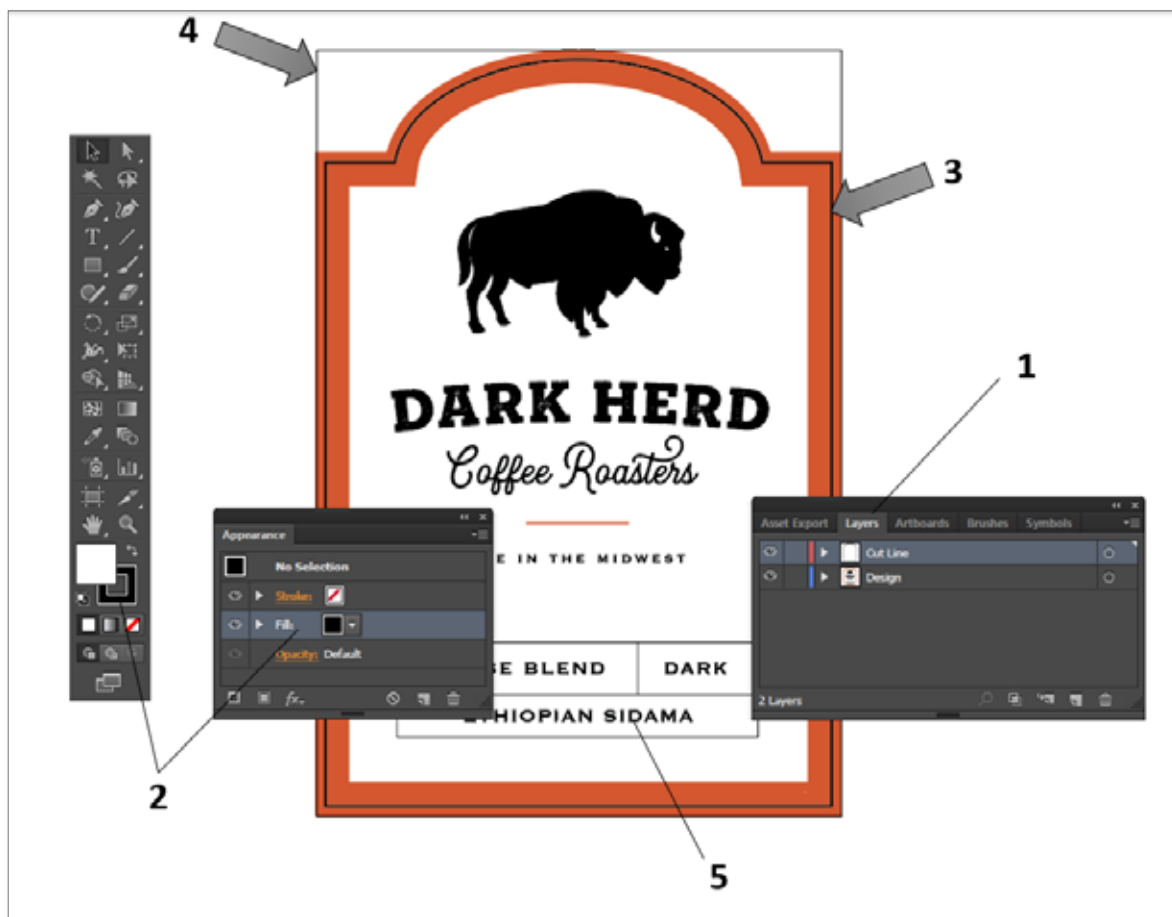 4
3
DARK HERD
Coffee Roasters
1
E IN THE MIDWEST
Asset Export Layers Artboards Brushes Symbols
Cut Line
Design
2 Layers
Appearance
No Selection
Stroke:
Fill:
Opacity: Default
fx
T
BLEND
DARK
ETHIOPIAN SIDAMA
2
5